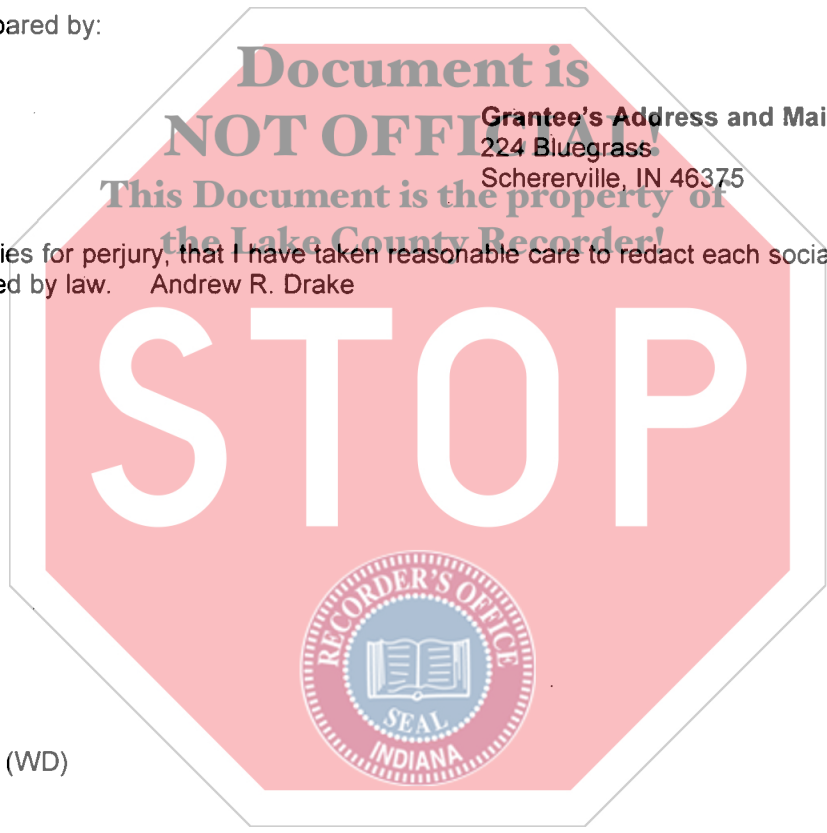 pared by:
Document is
NOT OFFICIAL!
Grantee's Address and Mai
224 Bluegrass
Schererville, IN 46375
This Document is the property of
the Lake County Recorder!
ies for perjury, that I have taken reasonable care to redact each socia
ed by law. Andrew R. Drake
STOP
RECORDER'S OFFICE
SEAL
INDIANA
(WD)